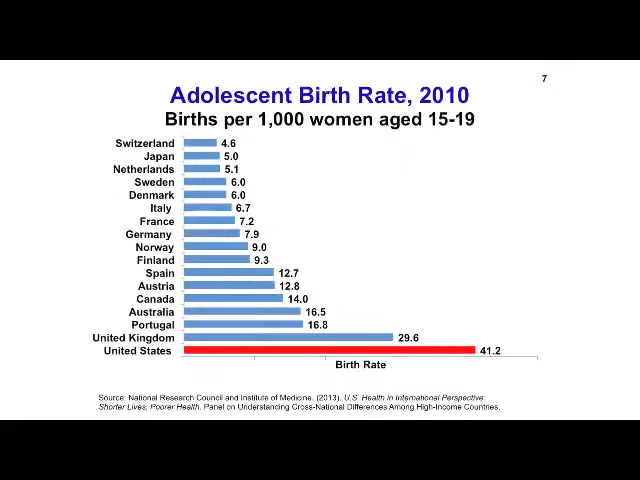 7
Adolescent Birth Rate, 2010
Births per 1,000 women aged 15-19
Switzerland 4.6
Japan 5.0
Netherlands 5.1
Sweden 6.0
Denmark 6.0
Italy 6.7
France 7.2
Germany 7.9
Norway 9.0
Finland 9.3
Spain 12.7
Austria 12.8
Canada 14.0
Australia 16.5
Portugal 16.8
United Kingdom 29.6
United States 41.2
Birth Rate
Source: National Research Council and Institute of Medicine. (2013). U.S. Health in International Perspective:
Shorter Lives, Poorer Health. Panel on Understanding Cross-National Differences Among High-Income Countries.